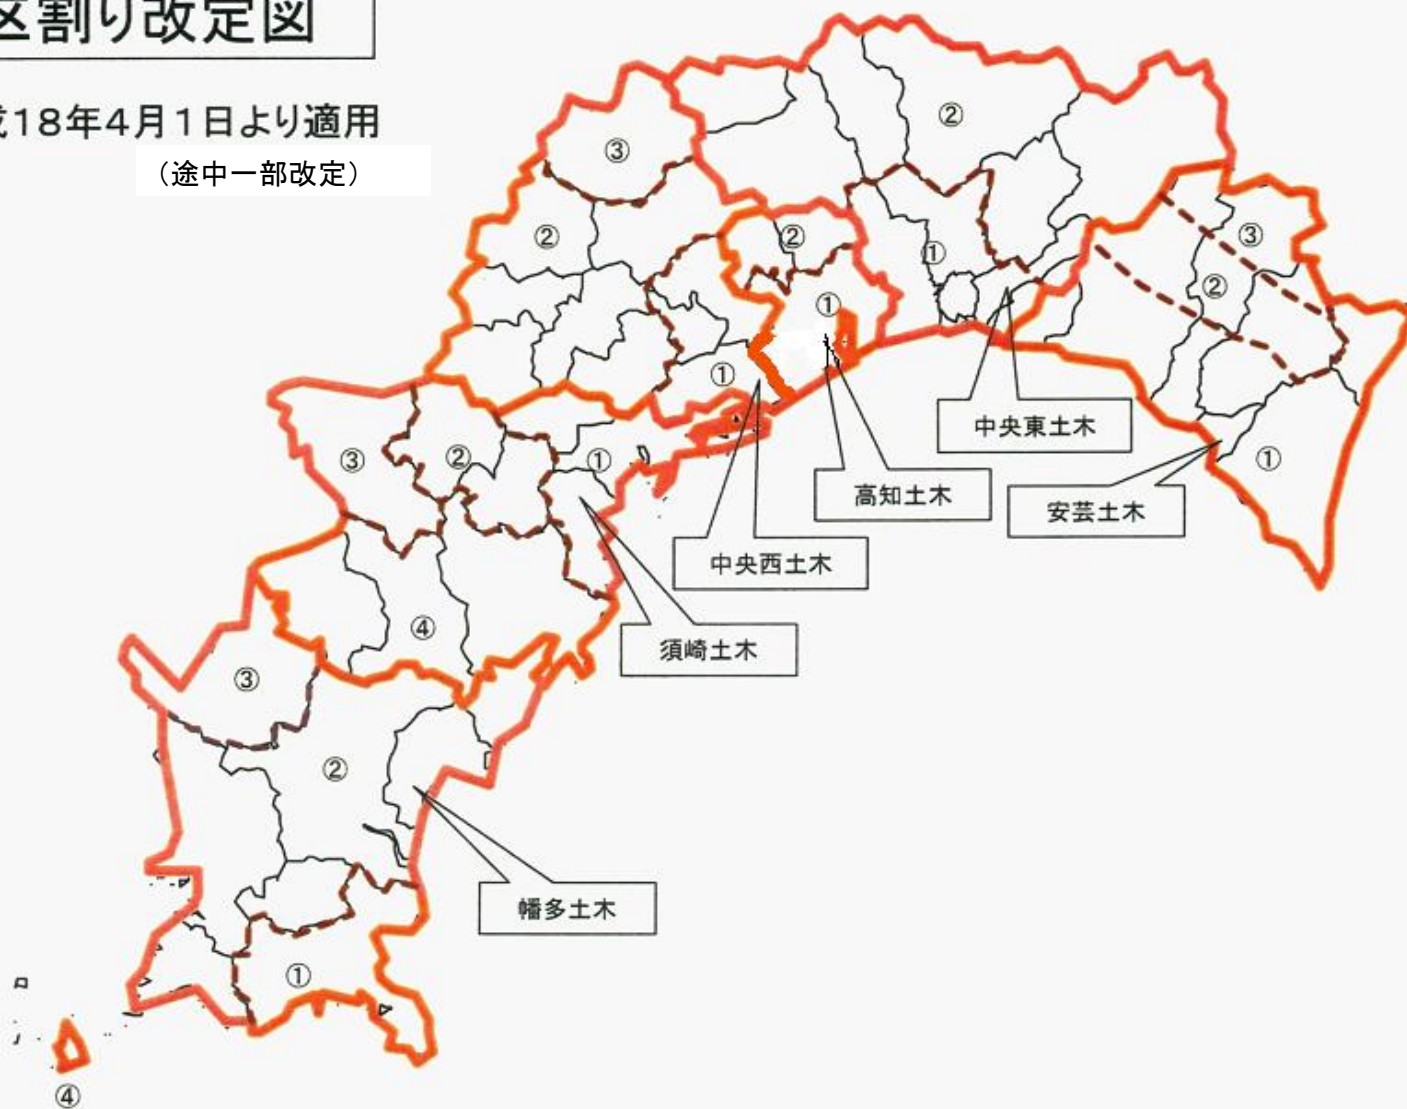 区割り改定図
成18年4月1日より適用
（途中一部改定）
②
③
②
②
③
①
②
①
①
中央東土木
③
②
①
①
高知土木
安芸土木
中央西土木
④
須崎土木
③
②
幡多土木
①
④